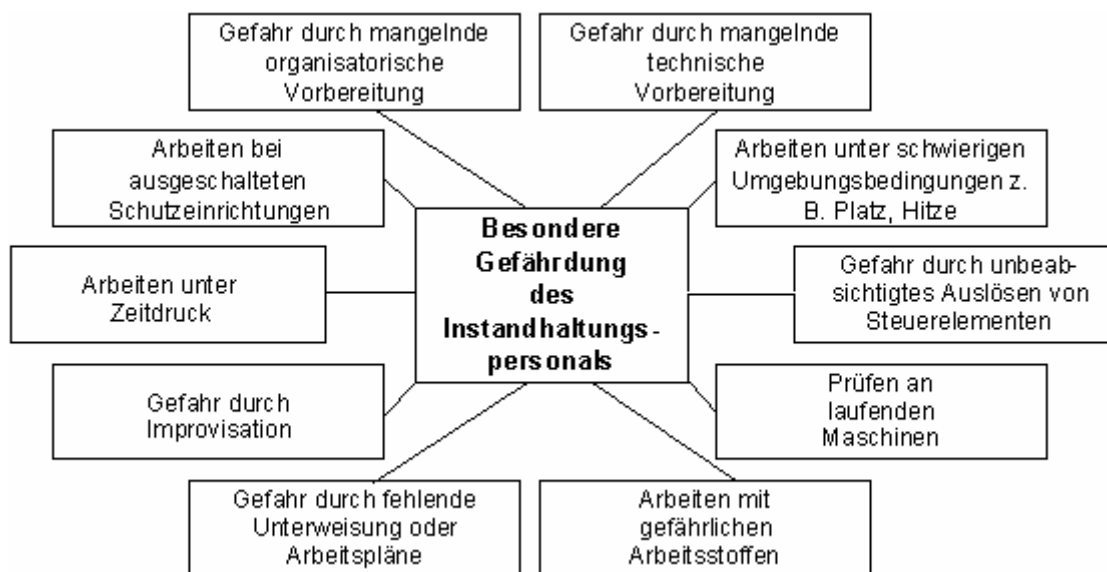 Gefahr durch mangelnde
organisatorische
Vorbereitung
Gefahr durch mangelnde
technische
Vorbereitung
Arbeiten bei
ausgeschalteten
Schutzeinrichtungen
Arbeiten unter schwierigen
Umgebungsbedingungen z.
B. Platz, Hitze
Besondere
Gefährdung
des
Instandhaltungs-
personals
Arbeiten unter
Zeitdruck
Gefahr durch unbeab-
sichtigtes Auslösen von
Steuerelementen
Gefahr durch
Improvisation
Prüfen an
laufenden
Maschinen
Gefahr durch fehlende
Unterweisung oder
Arbeitspläne
Arbeiten mit
gefährlichen
Arbeitsstoffen